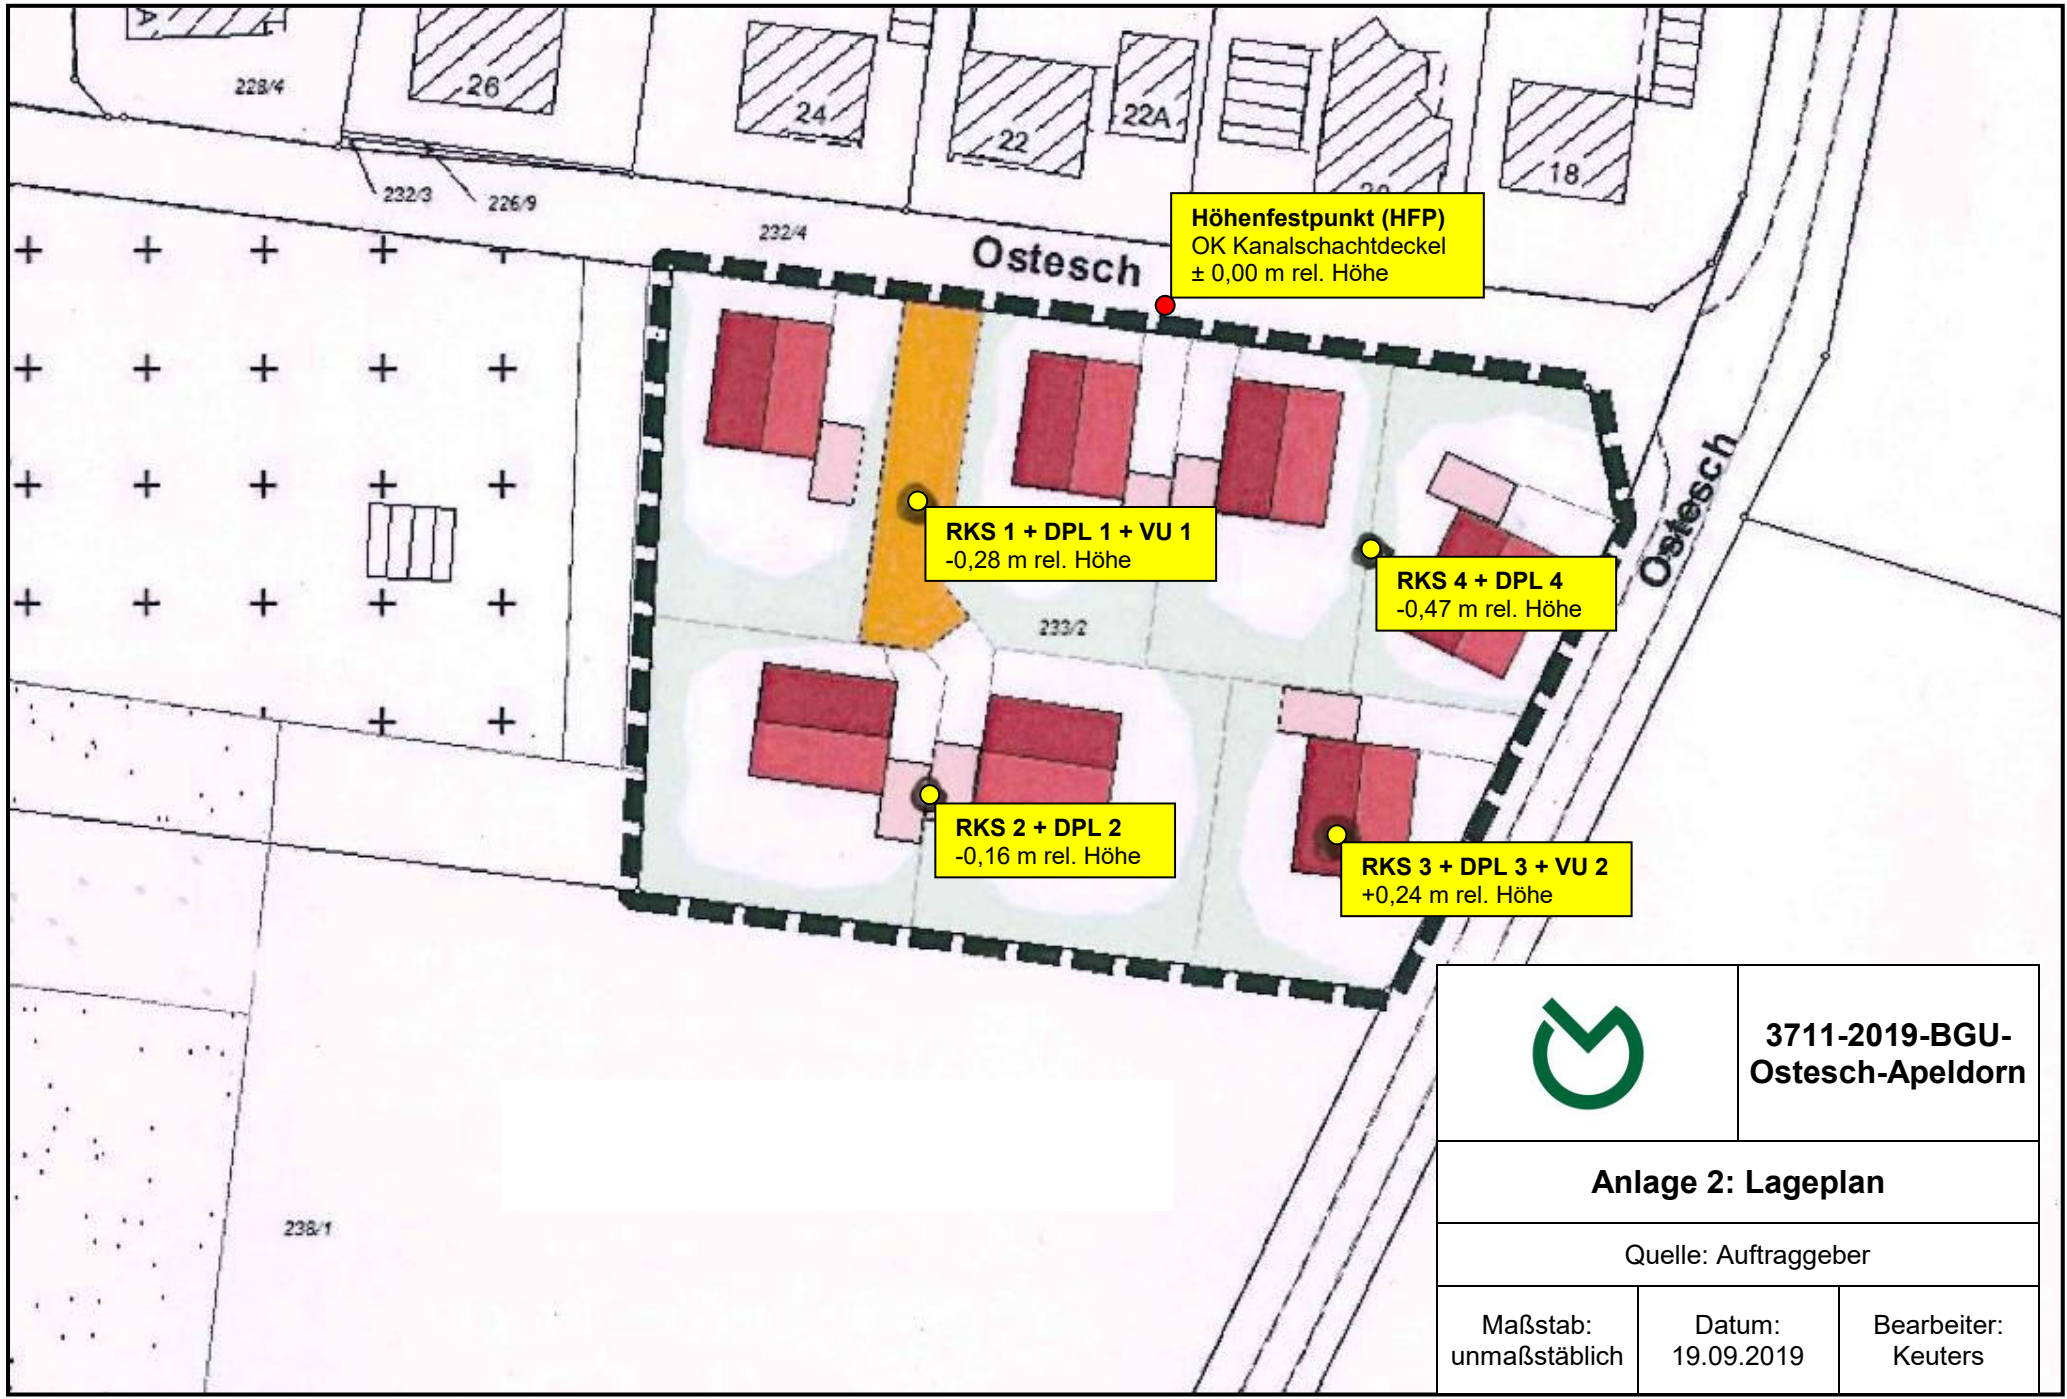 228/4
26
24
22
22A
18
232/3
226/9
232/4
Ostesch
Höhenfestpunkt (HFP)
OK Kanalschachtdeckel
± 0,00 m rel. Höhe
Ostesch
RKS 1 + DPL 1 + VU 1
-0,28 m rel. Höhe
RKS 4 + DPL 4
-0,47 m rel. Höhe
233/2
RKS 2 + DPL 2
-0,16 m rel. Höhe
RKS 3 + DPL 3 + VU 2
+0,24 m rel. Höhe
238/1
3711-2019-BGU-
Ostesch-Apeldorn
Anlage 2: Lageplan
Quelle: Auftraggeber
Maßstab:
unmaßstäblich
Datum:
19.09.2019
Bearbeiter:
Keuters